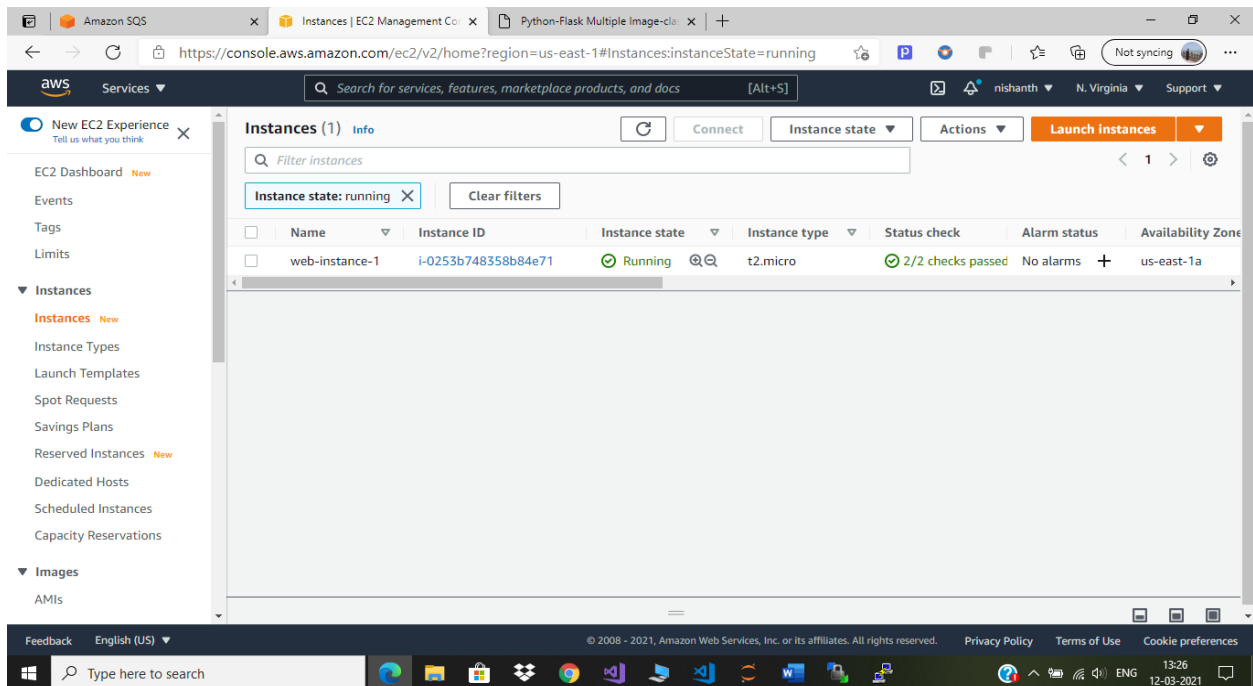 Amazon SQS
Instances | EC2 Management Co
Python-Flask Multiple Image-cla
https://console.aws.amazon.com/ec2/v2/home?region=us-east-1#Instances:instanceState=running
Not syncing
aws
Services
Search for services, features, marketplace products, and docs
[Alt+S]
nishanth
N. Virginia
Support
New EC2 Experience
Tell us what you think
EC2 Dashboard New
Events
Tags
Limits
Instances
Instances New
Instance Types
Launch Templates
Spot Requests
Savings Plans
Reserved Instances New
Dedicated Hosts
Scheduled Instances
Capacity Reservations
Images
AMIs
Instances (1) Info
Connect
Instance state
Actions
Launch instances
Filter instances
1
Instance state: running
Clear filters
Name Instance ID Instance state Instance type Status check Alarm status Availability Zone
web-instance-1 i-0253b748358b84e71 Running t2.micro 2/2 checks passed No alarms + us-east-1a
Feedback English (US) © 2008 - 2021, Amazon Web Services, Inc. or its affiliates. All rights reserved. Privacy Policy Terms of Use Cookie preferences
Type here to search
ENG
13:26
12-03-2021